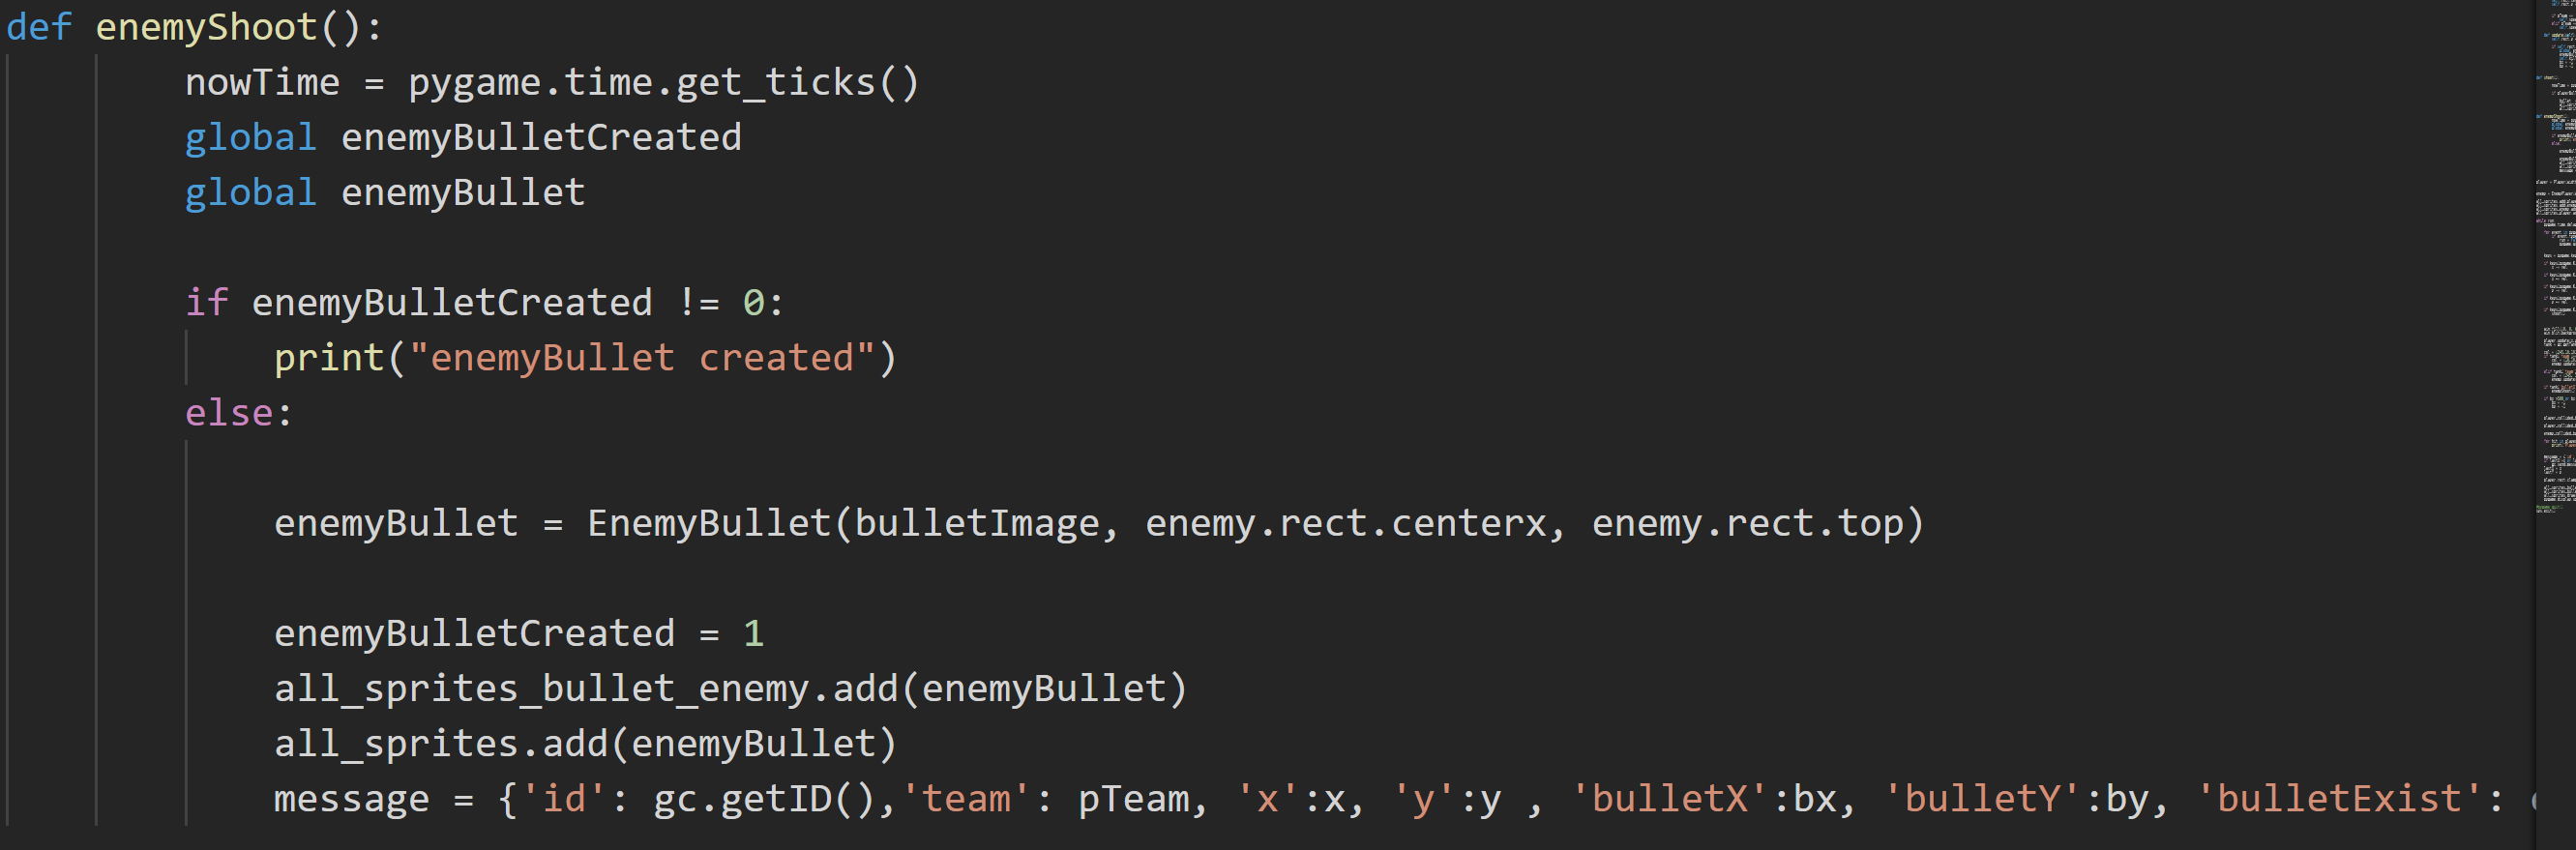 def enemyShoot():
nowTime = pygame.time.get_ticks()
global enemyBulletCreated
global enemyBullet
if enemyBulletCreated != 0:
print("enemyBullet created")
else:
enemyBullet = EnemyBullet(bulletImage, enemy.rect.centerx, enemy.rect.top)
enemyBulletCreated = 1
all_sprites_bullet_enemy.add(enemyBullet)
all_sprites.add(enemyBullet)
message = {'id': gc.getID(),'team': pTeam, 'x':x, 'y':y , 'bulletX':bx, 'bulletY':by, 'bulletExist':